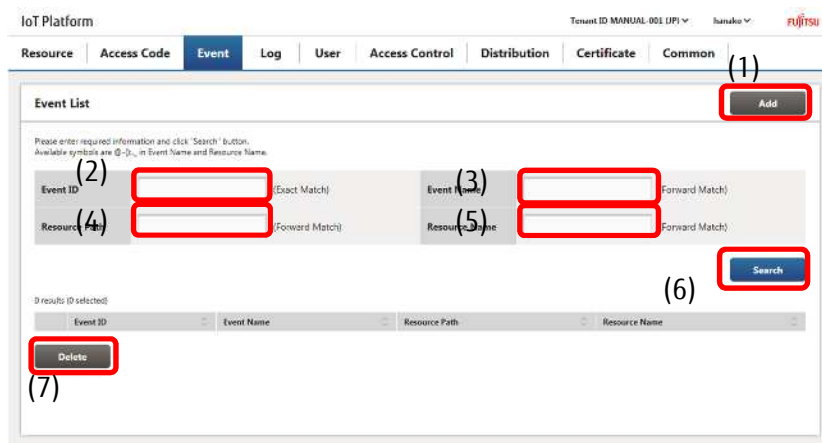 IoT Platform Tenant ID MANUAL-001 (JP) hanako FUJITSU
Resource Access Code Event Log User Access Control Distribution Certificate Common
(1)
Event List Add
Please enter required information and click "Search" button.
Available symbols are in Event Name and Resource Name.
(2) (3)
Event ID (Exact Match) Event Name (Forward Match)
(4) (5)
Resource Path (Forward Match) Resource Name (Forward Match)
Search
(6)
0 results (0 selected)
Event ID Event Name Resource Path Resource Name
Delete
(7)